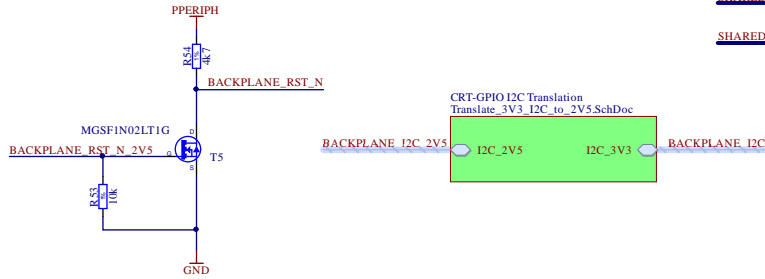 PPERIPH
SHARED
R54
1%
4k7
BACKPLANE_RST_N
CRT-GPIO I2C Translation
Translate_3V3_I2C_to_2V5.SchDoc
MGSF1N02LT1G
D
BACKPLANE_RST_N_2V5
G
T5
S
BACKPLANE_I2C_2V5
I2C_2V5
I2C_3V3
BACKPLANE_I2C
R53
10k
GND